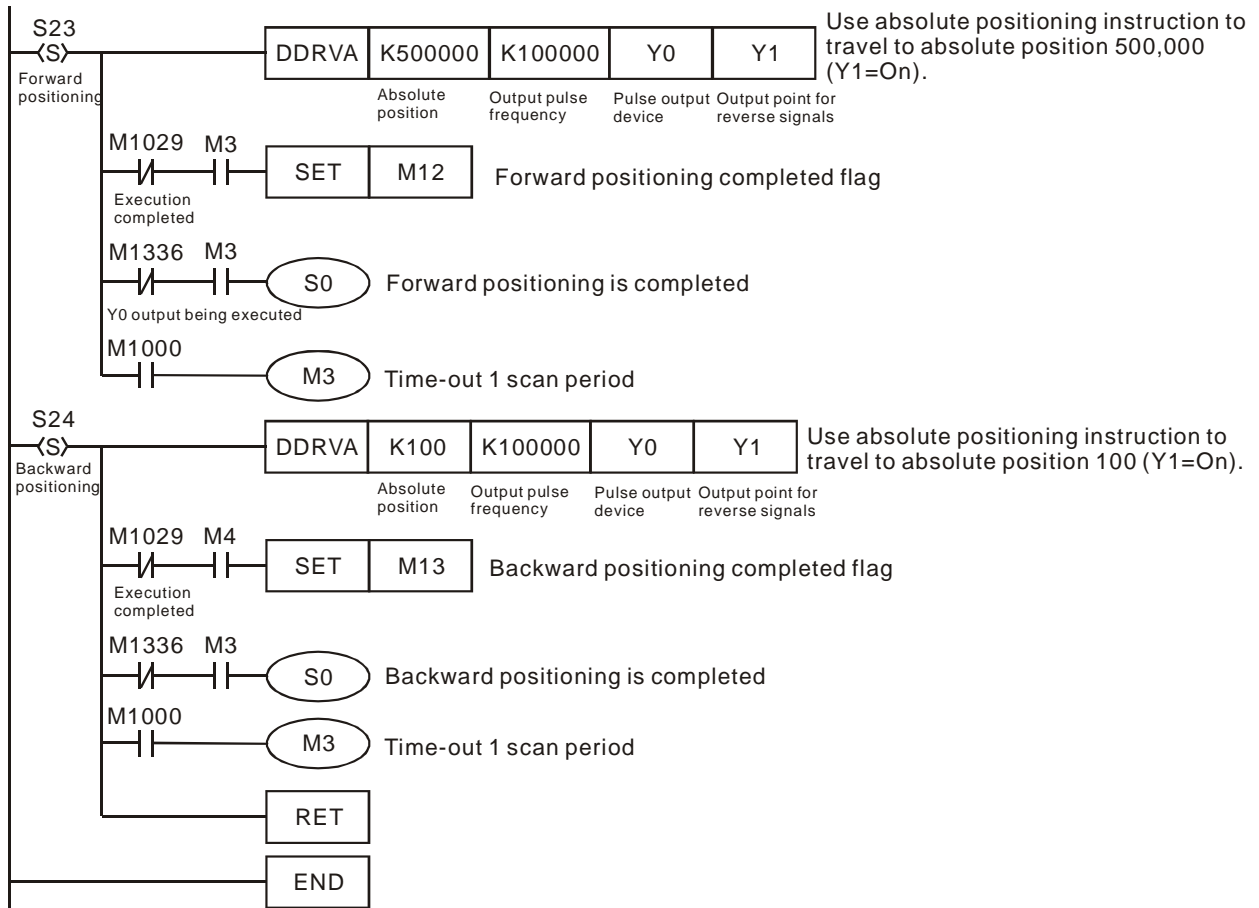 S23
S
Forward
positioning
DDRVA K500000 K100000 Y0 Y1
Absolute
position
Output pulse
frequency
Pulse output
device
Output point for
reverse signals
Use absolute positioning instruction to
travel to absolute position 500,000
(Y1=On).
M1029 M3
SET M12
Forward positioning completed flag
Execution
completed
M1336 M3
S0
Forward positioning is completed
Y0 output being executed
M1000
M3
Time-out 1 scan period
S24
S
Backward
positioning
DDRVA K100 K100000 Y0 Y1
Absolute
position
Output pulse
frequency
Pulse output
device
Output point for
reverse signals
Use absolute positioning instruction to
travel to absolute position 100 (Y1=On).
M1029 M4
SET M13
Backward positioning completed flag
Execution
completed
M1336 M3
S0
Backward positioning is completed
M1000
M3
Time-out 1 scan period
RET
END